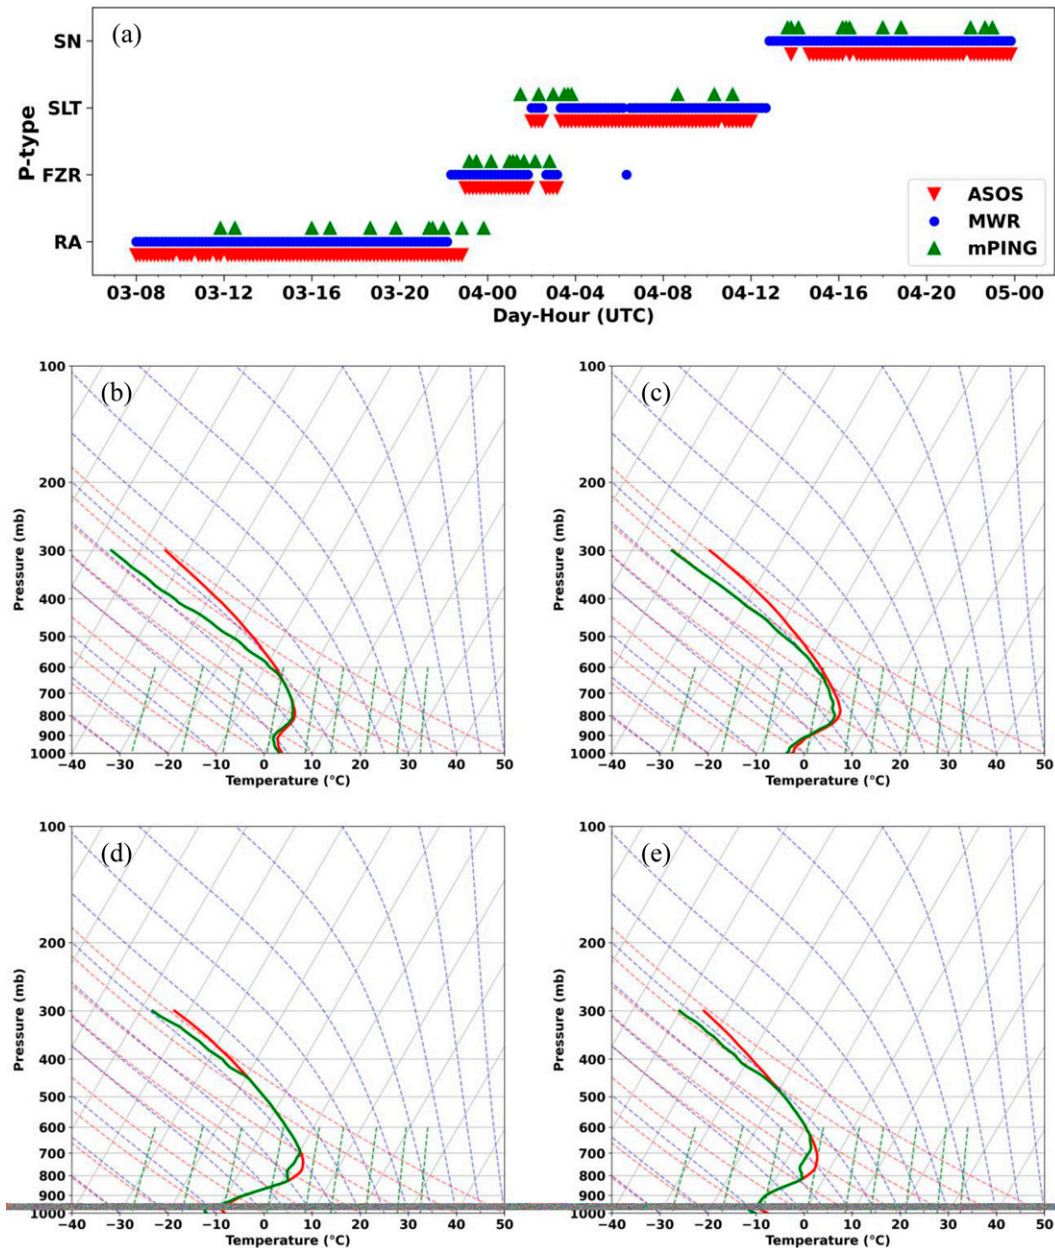 (a)
SN
SLT
FZR
RA
P-type
ASOS
MWR
mPING
03-08 03-12 03-16 03-20 04-00 04-04 04-08 04-12 04-16 04-20 05-00
Day-Hour (UTC)
(b)
100
200
300
400
500
600
700
800
900
1000
Pressure (mb)
−40 −30 −20 −10 0 10 20 30 40 50
Temperature (°C)
(c)
100
200
300
400
500
600
700
800
900
1000
Pressure (mb)
−40 −30 −20 −10 0 10 20 30 40 50
Temperature (°C)
(d)
100
200
300
400
500
600
700
800
900
1000
Pressure (mb)
−40 −30 −20 −10 0 10 20 30 40 50
Temperature (°C)
(e)
100
200
300
400
500
600
700
800
900
1000
Pressure (mb)
−40 −30 −20 −10 0 10 20 30 40 50
Temperature (°C)